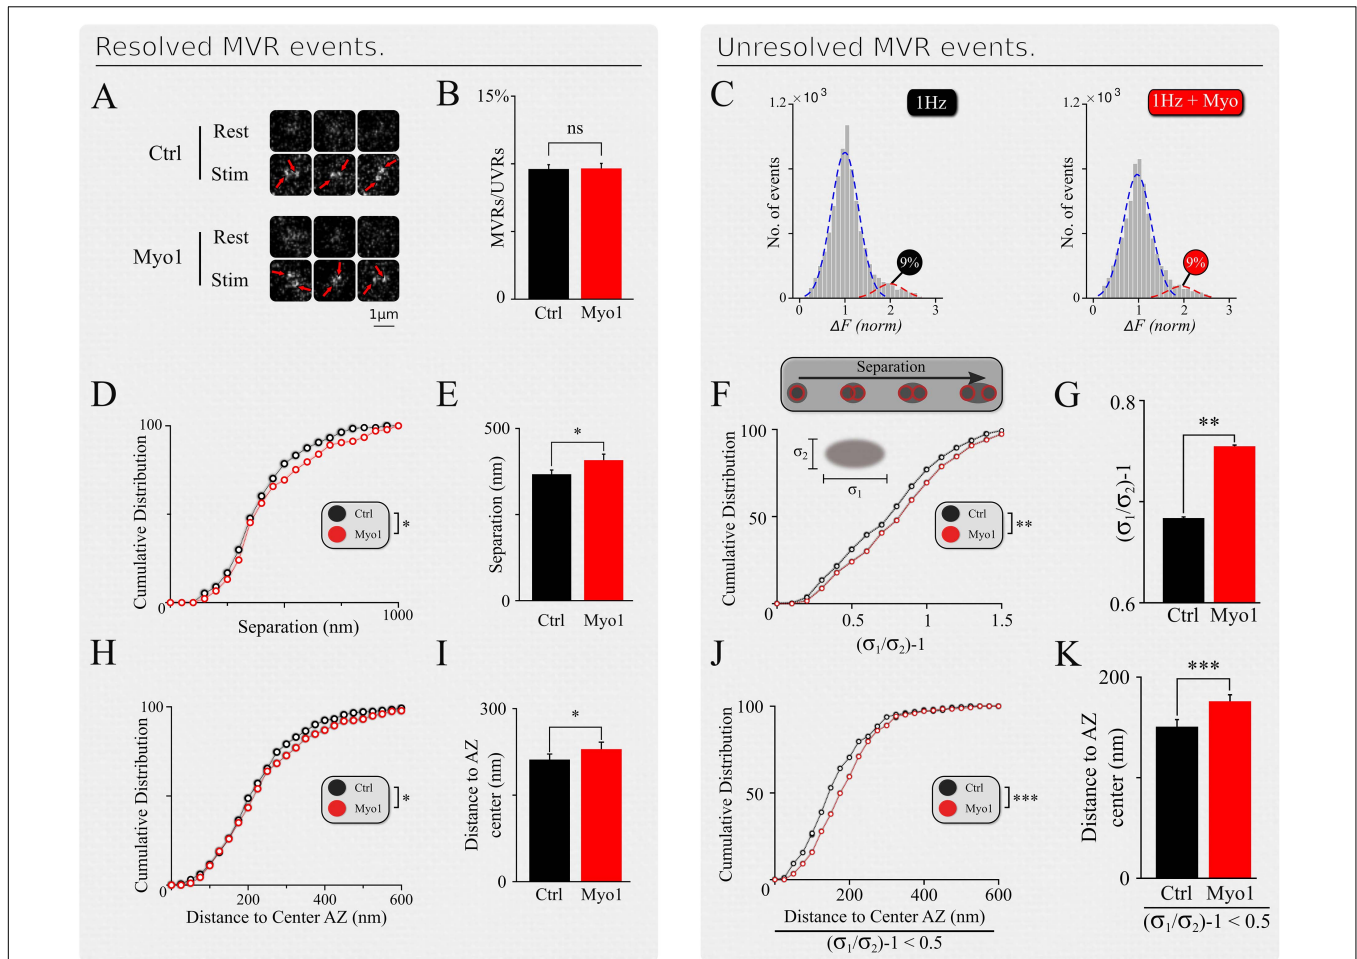 Resolved MVR events.
A
Ctrl
Rest
Stim
Myo1
Rest
Stim
1μm
B
15%
MVRs/UVRs
0
ns
Ctrl Myo1
D
100
Cumulative Distribution
0
Separation (nm)
1000
Ctrl
Myo1
*
E
500
Separation (nm)
0
*
Ctrl Myo1
H
100
Cumulative Distribution
0
200 400 600
Distance to Center AZ (nm)
Ctrl
Myo1
*
I
300
Distance to AZ
center (nm)
0
*
Ctrl Myo1
Unresolved MVR events.
C
1.2 ×10³
1Hz
No. of events
9%
0
0 1 2 3
ΔF (norm)
1.2 ×10³
1Hz + Myo
No. of events
9%
0
0 1 2 3
ΔF (norm)
F
Separation
100
50
Cumulative Distribution
0
σ₂
σ₁
0.5 1.0 1.5
(σ₁/σ₂)-1
Ctrl
Myo1
**
G
0.8
(σ₁/σ₂)-1
0.6
**
Ctrl Myo1
J
100
50
Cumulative Distribution
0
200 400 600
Distance to Center AZ (nm)
(σ₁/σ₂)-1 < 0.5
Ctrl
Myo1
***
K
200
Distance to AZ
center (nm)
0
***
Ctrl Myo1
(σ₁/σ₂)-1 < 0.5